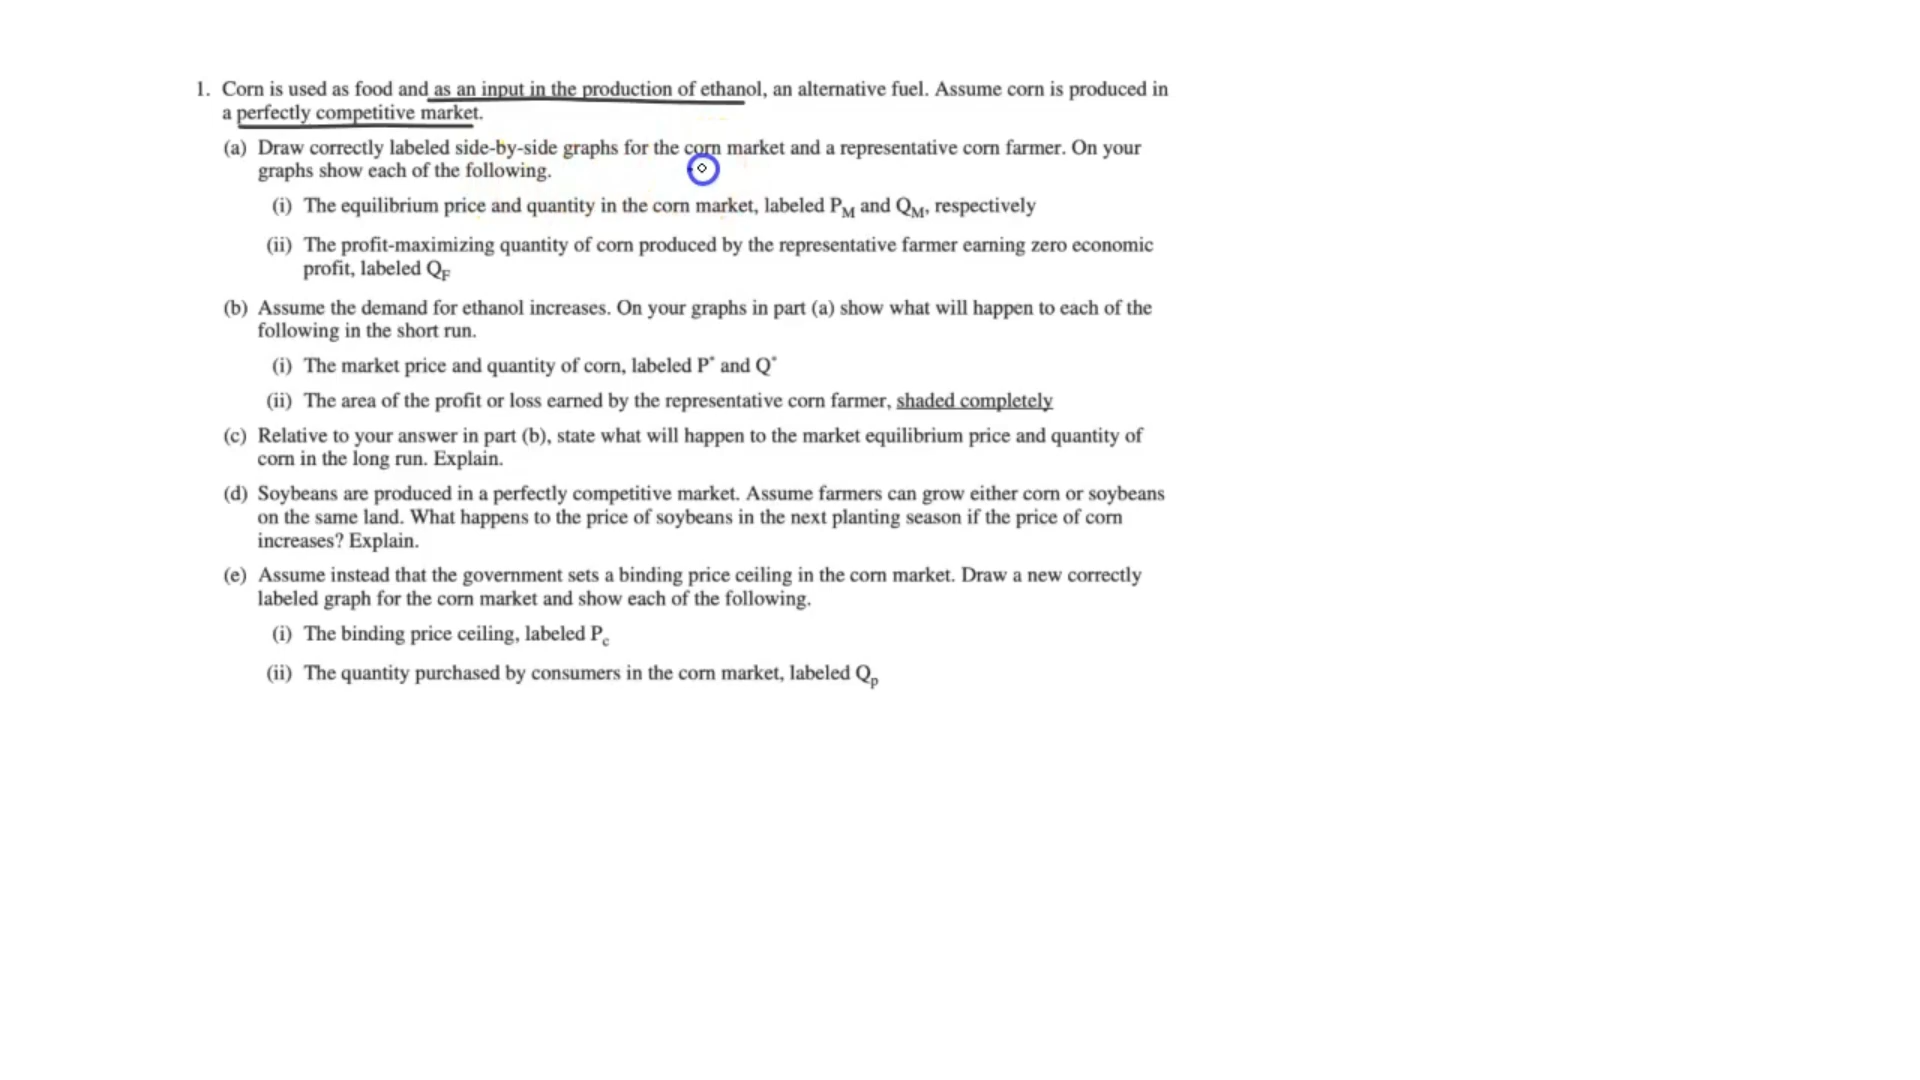 1. Corn is used as food and as an input in the production of ethanol, an alternative fuel. Assume corn is produced in
a perfectly competitive market.
(a) Draw correctly labeled side-by-side graphs for the corn market and a representative corn farmer. On your
graphs show each of the following.
(i) The equilibrium price and quantity in the corn market, labeled P_M and Q_M, respectively
(ii) The profit-maximizing quantity of corn produced by the representative farmer earning zero economic
profit, labeled Q_F
(b) Assume the demand for ethanol increases. On your graphs in part (a) show what will happen to each of the
following in the short run.
(i) The market price and quantity of corn, labeled P* and Q*
(ii) The area of the profit or loss earned by the representative corn farmer, shaded completely
(c) Relative to your answer in part (b), state what will happen to the market equilibrium price and quantity of
corn in the long run. Explain.
(d) Soybeans are produced in a perfectly competitive market. Assume farmers can grow either corn or soybeans
on the same land. What happens to the price of soybeans in the next planting season if the price of corn
increases? Explain.
(e) Assume instead that the government sets a binding price ceiling in the corn market. Draw a new correctly
labeled graph for the corn market and show each of the following.
(i) The binding price ceiling, labeled P_c
(ii) The quantity purchased by consumers in the corn market, labeled Q_p